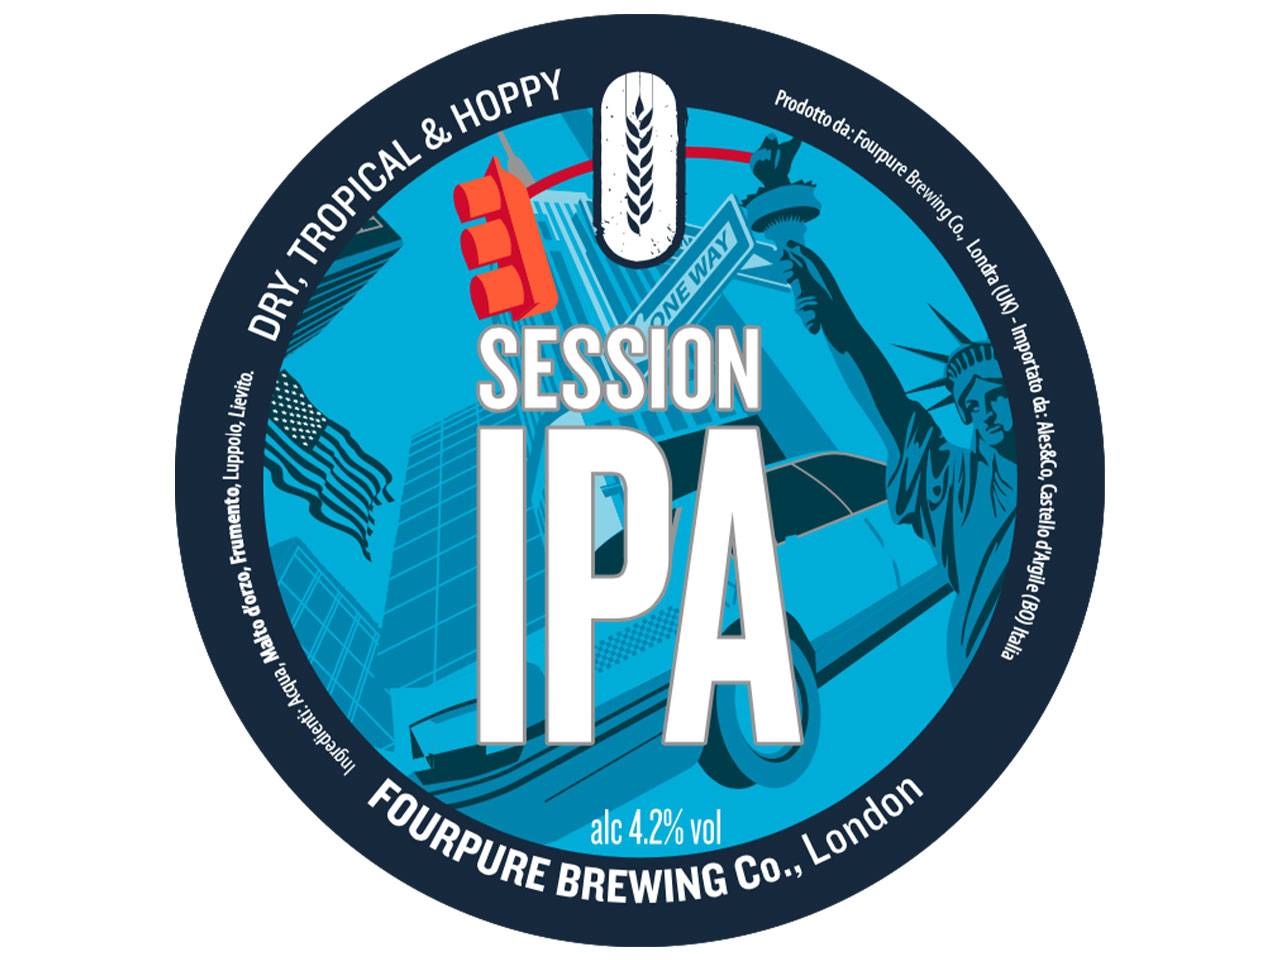 DRY, TROPICAL & HOPPY
Prodotto da: Fourpure Brewing Co., Londra (UK) - Importato da: Ales&Co, Castello d'Argile (BO) Italia
ONE WAY
SESSION
IPA
Ingredienti: Acqua, Malto d'orzo, Frumento, Luppolo, Lievito.
alc 4.2% vol
FOURPURE BREWING Co., London